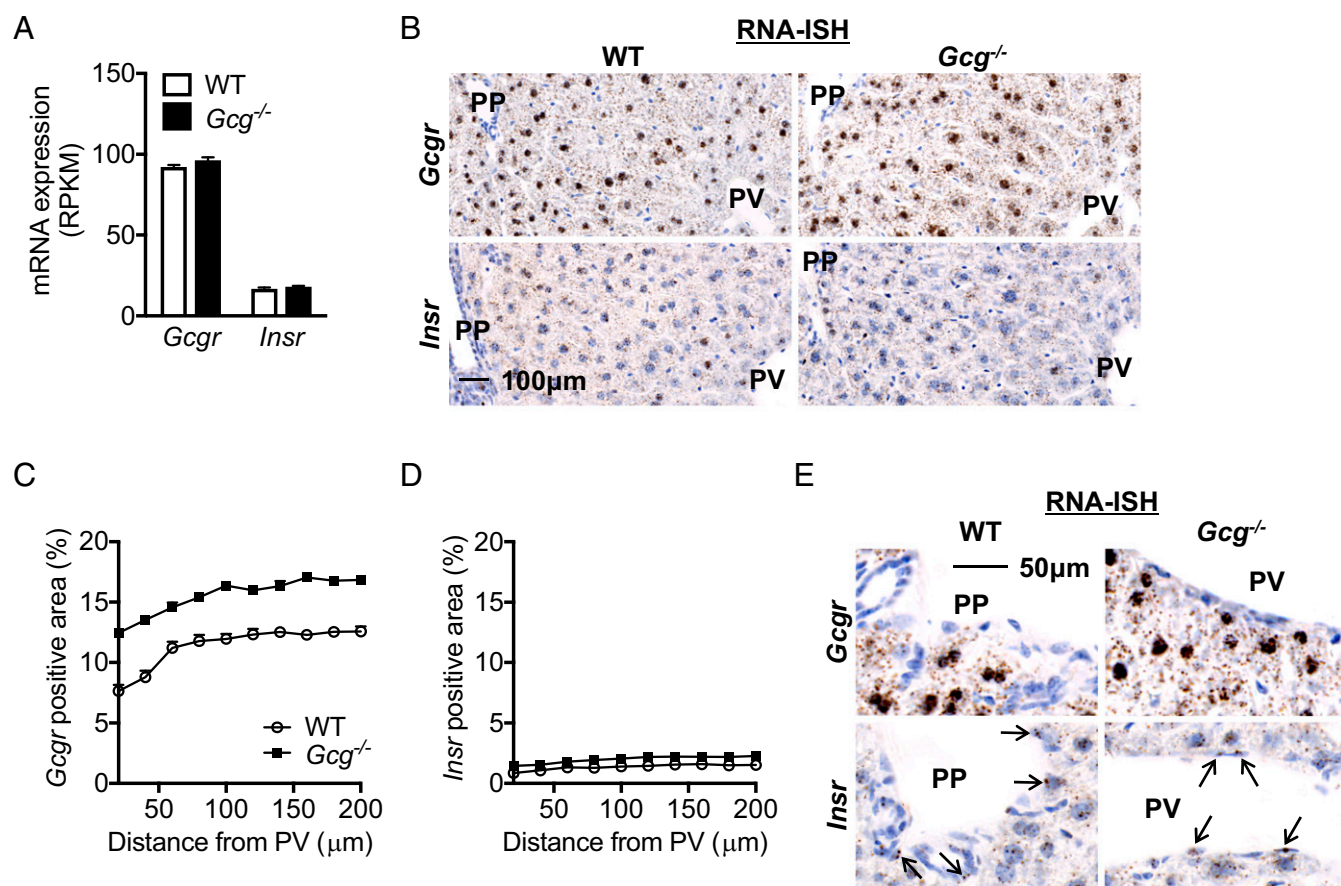 A
mRNA expression
(RPKM)
150
100
50
0
WT
Gcg-/-
Gcgr
Insr
B
RNA-ISH
WT
Gcg-/-
Gcgr
PP
PV
PP
PV
Insr
PP
PV
100μm
PP
PV
C
Gcgr positive area (%)
20
15
10
5
0
WT
Gcg-/-
50
100
150
200
Distance from PV (μm)
D
Insr positive area (%)
20
15
10
5
0
50
100
150
200
Distance from PV (μm)
E
RNA-ISH
WT
Gcg-/-
50μm
Gcgr
PP
PV
Insr
PP
PV